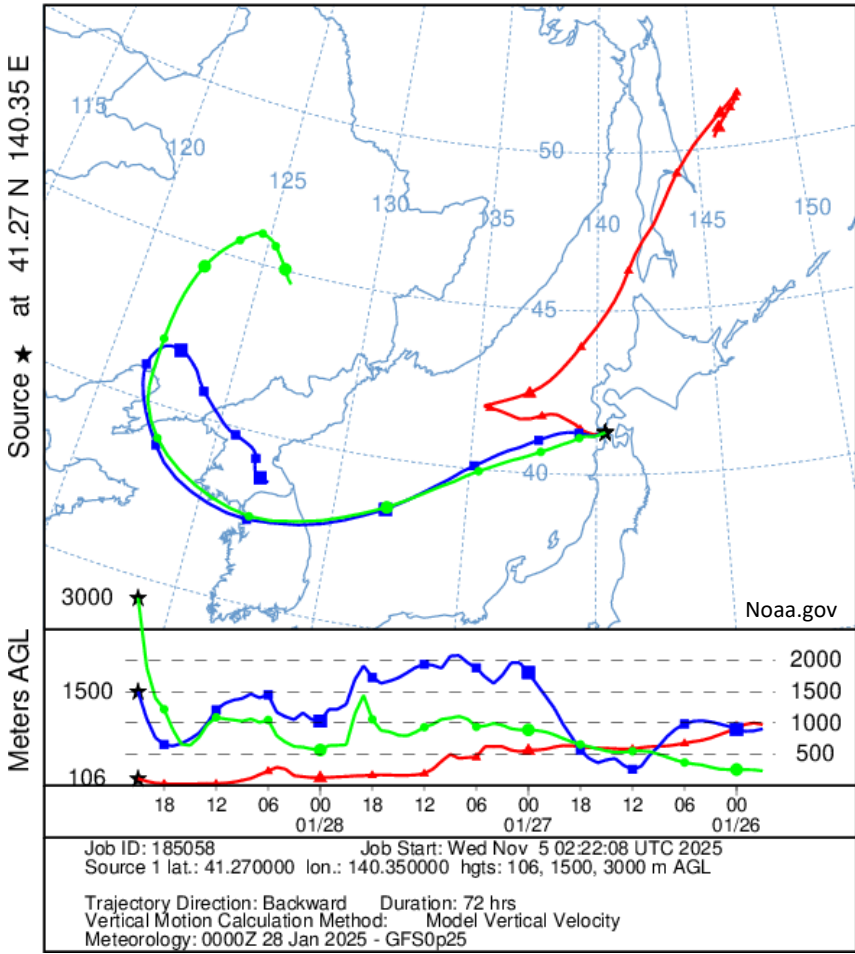 Source ★ at 41.27 N 140.35 E
115
120
125
130
135
140
145
150
50
45
40
Noaa.gov
Meters AGL
3000
1500
106
2000
1500
1000
500
18 12 06 00 18 12 06 00 18 12 06 00
01/28 01/27 01/26
Job ID: 185058 Job Start: Wed Nov 5 02:22:08 UTC 2025
Source 1 lat.: 41.270000 lon.: 140.350000 hgts: 106, 1500, 3000 m AGL
Trajectory Direction: Backward Duration: 72 hrs
Vertical Motion Calculation Method: Model Vertical Velocity
Meteorology: 0000Z 28 Jan 2025 - GFS0p25